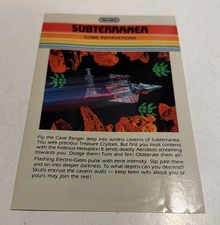 IMAGIC
SUBTERRANEA
GAME INSTRUCTIONS
Fly the Cave Ranger deep into sunless caverns of Subterranea.
You seek precious Treasure Crystals. But first you must contend
with the hideous Hexuplex! It sends deadly Aerobots streaming
towards you. Dodge them! Turn and fire! Obliterate them all!
Flashing Electro-Gates pulse with eerie intensity. Slip past them
and on into deeper darkness. To what depths can you descend?
Skulls encrust the cavern walls — keep keen wits about you or
yours may join the rest!